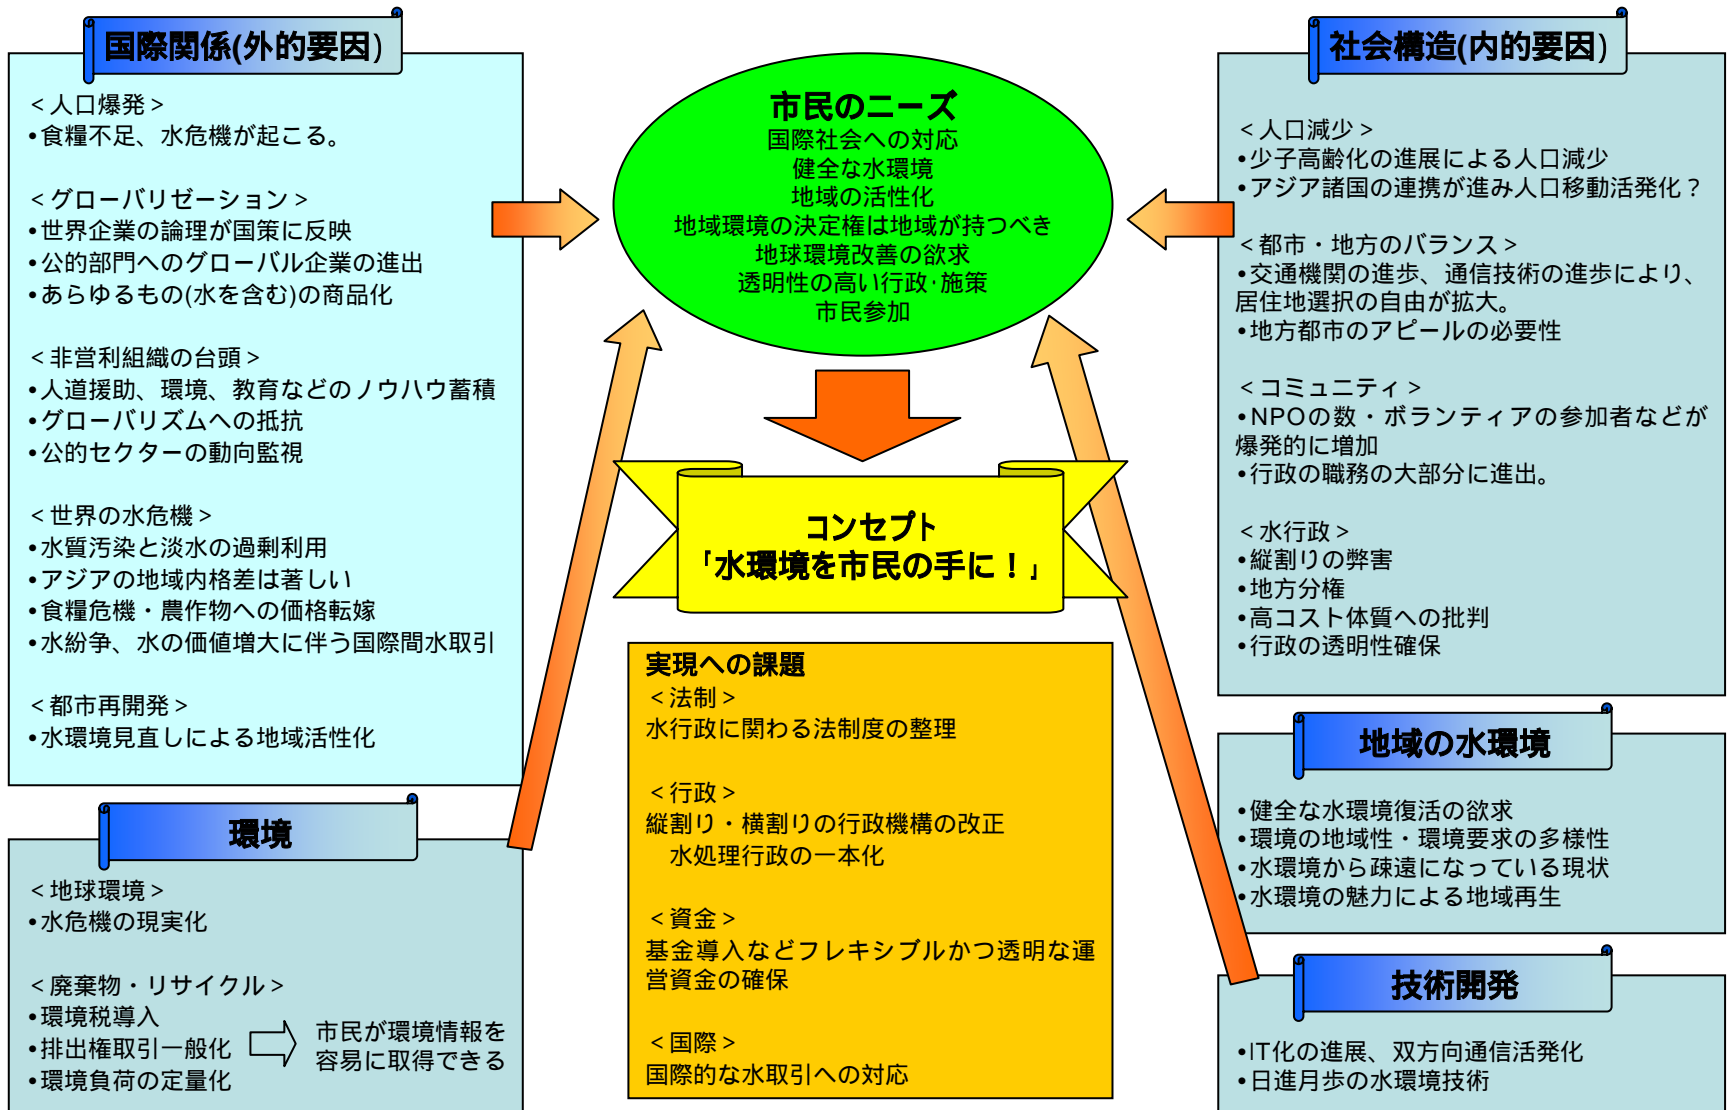 国際関係(外的要因)
<人口爆発>
•食糧不足、水危機が起こる。
<グローバリゼーション>
•世界企業の論理が国策に反映
•公的部門へのグローバル企業の進出
•あらゆるもの(水を含む)の商品化
<非営利組織の台頭>
•人道援助、環境、教育などのノウハウ蓄積
•グローバリズムへの抵抗
•公的セクターの動向監視
<世界の水危機>
•水質汚染と淡水の過剰利用
•アジアの地域内格差は著しい
•食糧危機・農作物への価格転嫁
•水紛争、水の価値増大に伴う国際間水取引
<都市再開発>
•水環境見直しによる地域活性化
環境
<地球環境>
•水危機の現実化
<廃棄物・リサイクル>
•環境税導入
•排出権取引一般化
•環境負荷の定量化
市民が環境情報を
容易に取得できる
市民のニーズ
国際社会への対応
健全な水環境
地域の活性化
地域環境の決定権は地域が持つべき
地球環境改善の欲求
透明性の高い行政･施策
市民参加
コンセプト
「水環境を市民の手に！」
実現への課題
<法制>
水行政に関わる法制度の整理
<行政>
縦割り・横割りの行政機構の改正
水処理行政の一本化
<資金>
基金導入などフレキシブルかつ透明な運
営資金の確保
<国際>
国際的な水取引への対応
社会構造(内的要因)
<人口減少>
•少子高齢化の進展による人口減少
•アジア諸国の連携が進み人口移動活発化？
<都市・地方のバランス>
•交通機関の進歩、通信技術の進歩により、
居住地選択の自由が拡大。
•地方都市のアピールの必要性
<コミュニティ>
•NPOの数・ボランティアの参加者などが
爆発的に増加
•行政の職務の大部分に進出。
<水行政>
•縦割りの弊害
•地方分権
•高コスト体質への批判
•行政の透明性確保
地域の水環境
•健全な水環境復活の欲求
•環境の地域性・環境要求の多様性
•水環境から疎遠になっている現状
•水環境の魅力による地域再生
技術開発
•IT化の進展、双方向通信活発化
•日進月歩の水環境技術